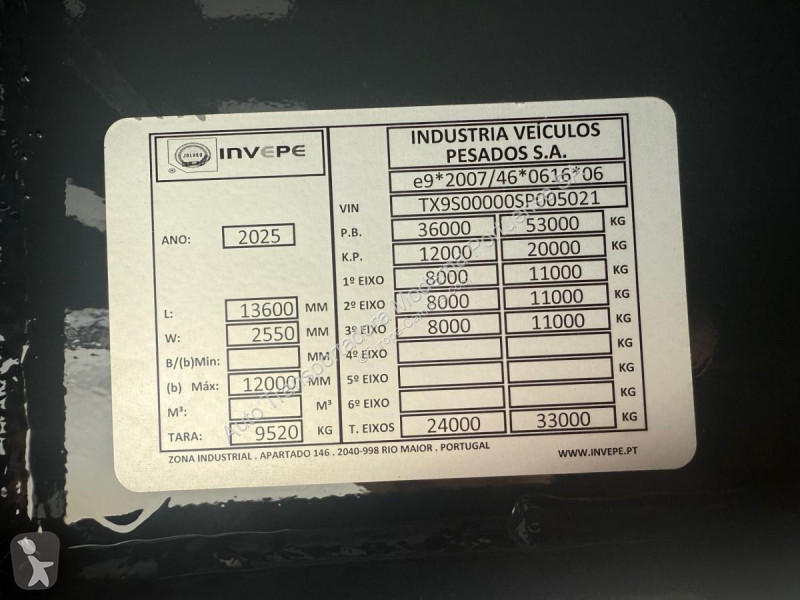 INVEPE
INDUSTRIA VEÍCULOS
PESADOS S.A.
e9*2007/46*0616*06
VIN TX9S00000SP005021
P.B. 36000 53000 KG
K.P. 12000 20000 KG
1º EIXO 8000 11000 KG
2º EIXO 8000 11000 KG
3º EIXO 8000 11000 KG
4º EIXO KG
5º EIXO KG
6º EIXO KG
T. EIXOS 24000 33000 KG
ANO: 2025
L: 13600 MM
W: 2550 MM
B/(b)Mín: MM
(b) Máx: 12000 MM
M³: M³
TARA: 9520 KG
ZONA INDUSTRIAL . APARTADO 146 . 2040-998 RIO MAIOR . PORTUGAL
WWW.INVEPE.PT